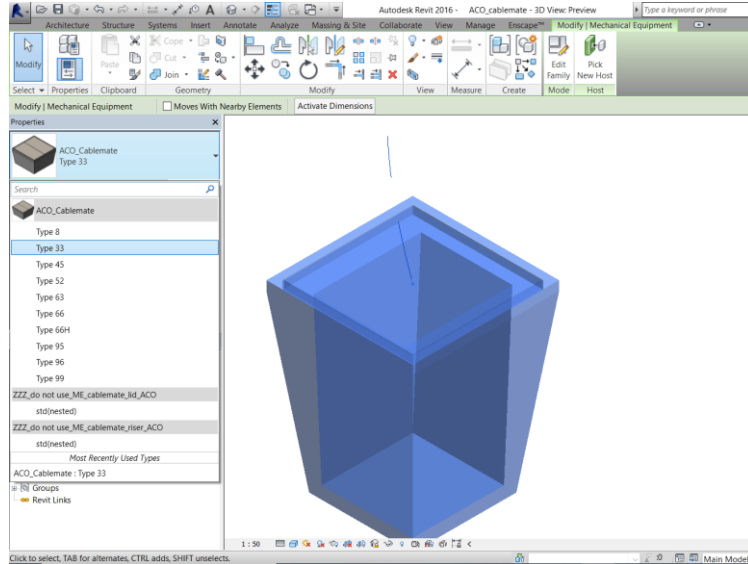 Autodesk Revit 2016 - ACO_cablemate - 3D View: Preview
Type a keyword or phrase
Architecture Structure Systems Insert Annotate Analyze Massing & Site Collaborate View Manage Enscape™ Modify | Mechanical Equipment
Modify
Paste
Cope
Cut
Join
Edit Family
Pick New Host
Select Properties Clipboard Geometry Modify View Measure Create Mode Host
Modify | Mechanical Equipment Moves With Nearby Elements Activate Dimensions
Properties
ACO_Cablemate
Type 33
Search
ACO_Cablemate
Type 8
Type 33
Type 45
Type 52
Type 63
Type 66
Type 66H
Type 95
Type 96
Type 99
ZZZ_do not use_ME_cablemate_lid_ACO
std(nested)
ZZZ_do not use_ME_cablemate_riser_ACO
std(nested)
Most Recently Used Types
ACO_Cablemate : Type 33
Groups
Revit Links
1 : 50
Click to select, TAB for alternates, CTRL adds, SHIFT unselects.
:0
Main Model